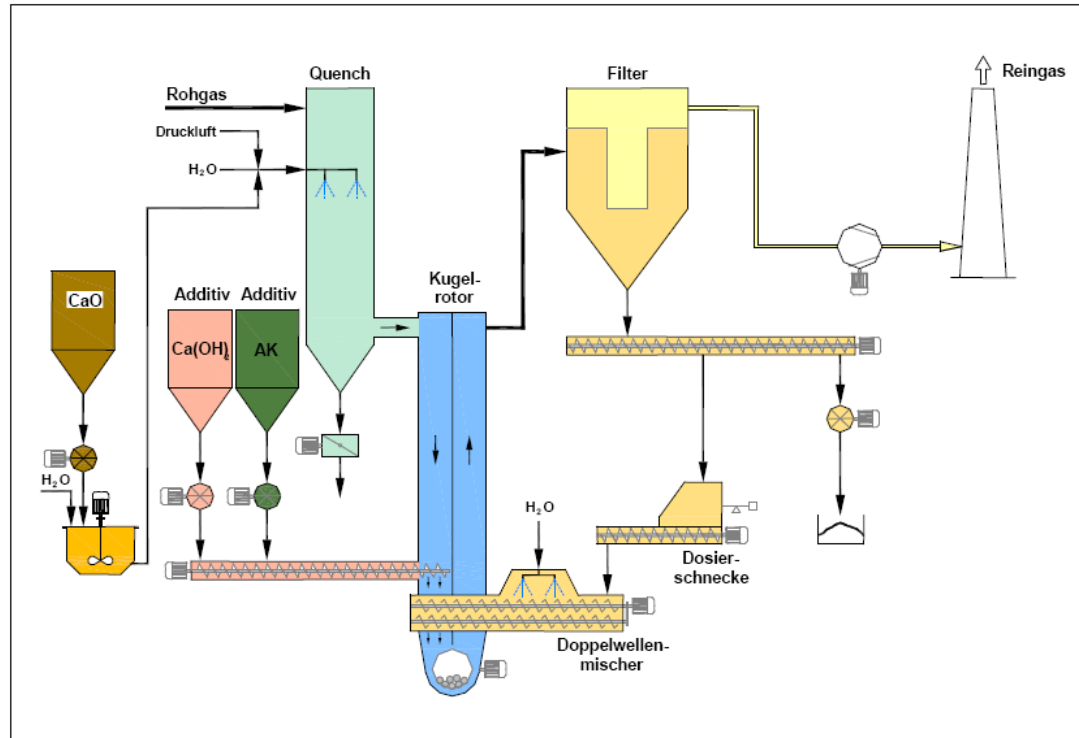 Quench
Filter
Reingas
Rohgas
Druckluft
H₂O
Kugel-
rotor
CaO
Additiv
Additiv
Ca(OH)₂
AK
H₂O
H₂O
Dosier-
schnecke
Doppelwellen-
mischer